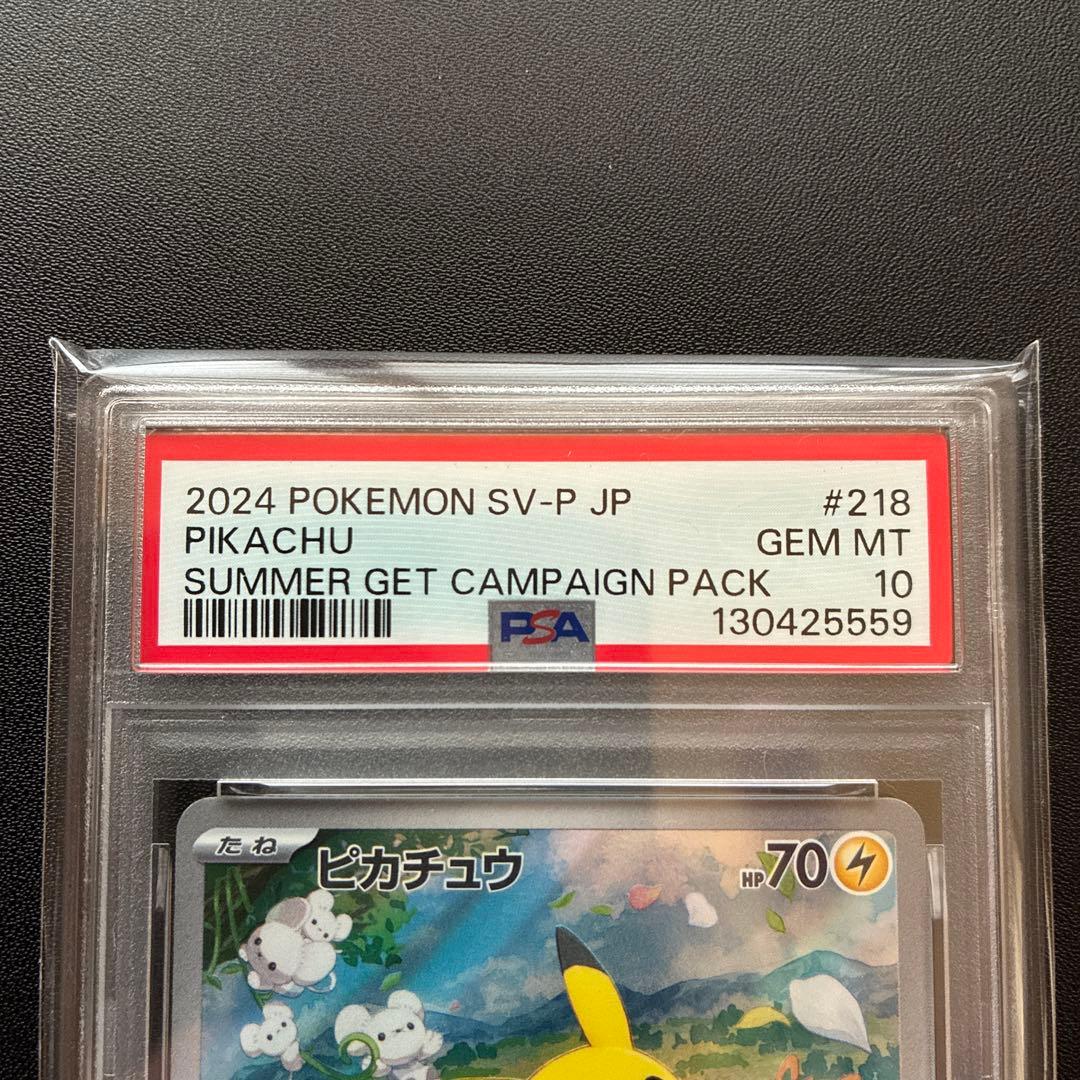 2024 POKEMON SV-P JP #218
PIKACHU GEM MT
SUMMER GET CAMPAIGN PACK 10
PSA 130425559
たね ピカチュウ HP70